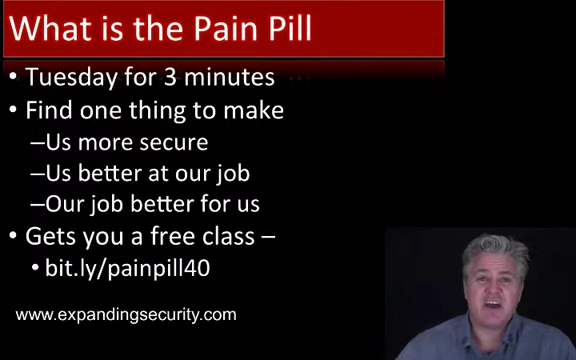 What is the Pain Pill
• Tuesday for 3 minutes
• Find one thing to make
–Us more secure
–Us better at our job
–Our job better for us
• Gets you a free class –
• bit.ly/painpill40
www.expandingsecurity.com